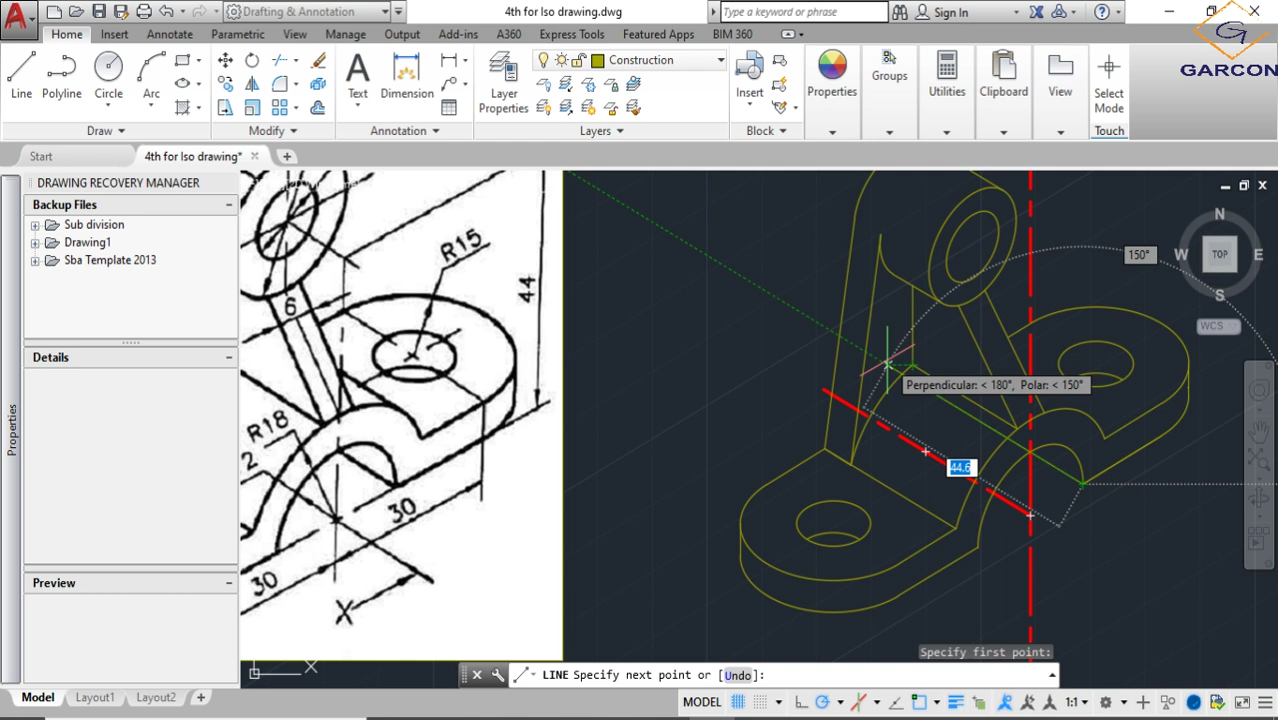 Drafting & Annotation
4th for Iso drawing.dwg
Type a keyword or phrase
Sign In
G
GARCON
Home
Insert
Annotate
Parametric
View
Manage
Output
Add-ins
A360
Express Tools
Featured Apps
BIM 360
Line
Polyline
Circle
Arc
Text
Dimension
Layer
Properties
Construction
Insert
Properties
Groups
Utilities
Clipboard
View
Select
Mode
Draw
Modify
Annotation
Layers
Block
Touch
Start
4th for Iso drawing*
DRAWING RECOVERY MANAGER
Backup Files
Sub division
Drawing1
Sba Template 2013
Details
Preview
Properties
R15
44
6
R18
2
30
30
X
150°
N
W
TOP
E
S
WCS
Perpendicular: < 180°, Polar: < 150°
44.6
Specify first point:
LINE Specify next point or [Undo]:
Model
Layout1
Layout2
MODEL
1:1